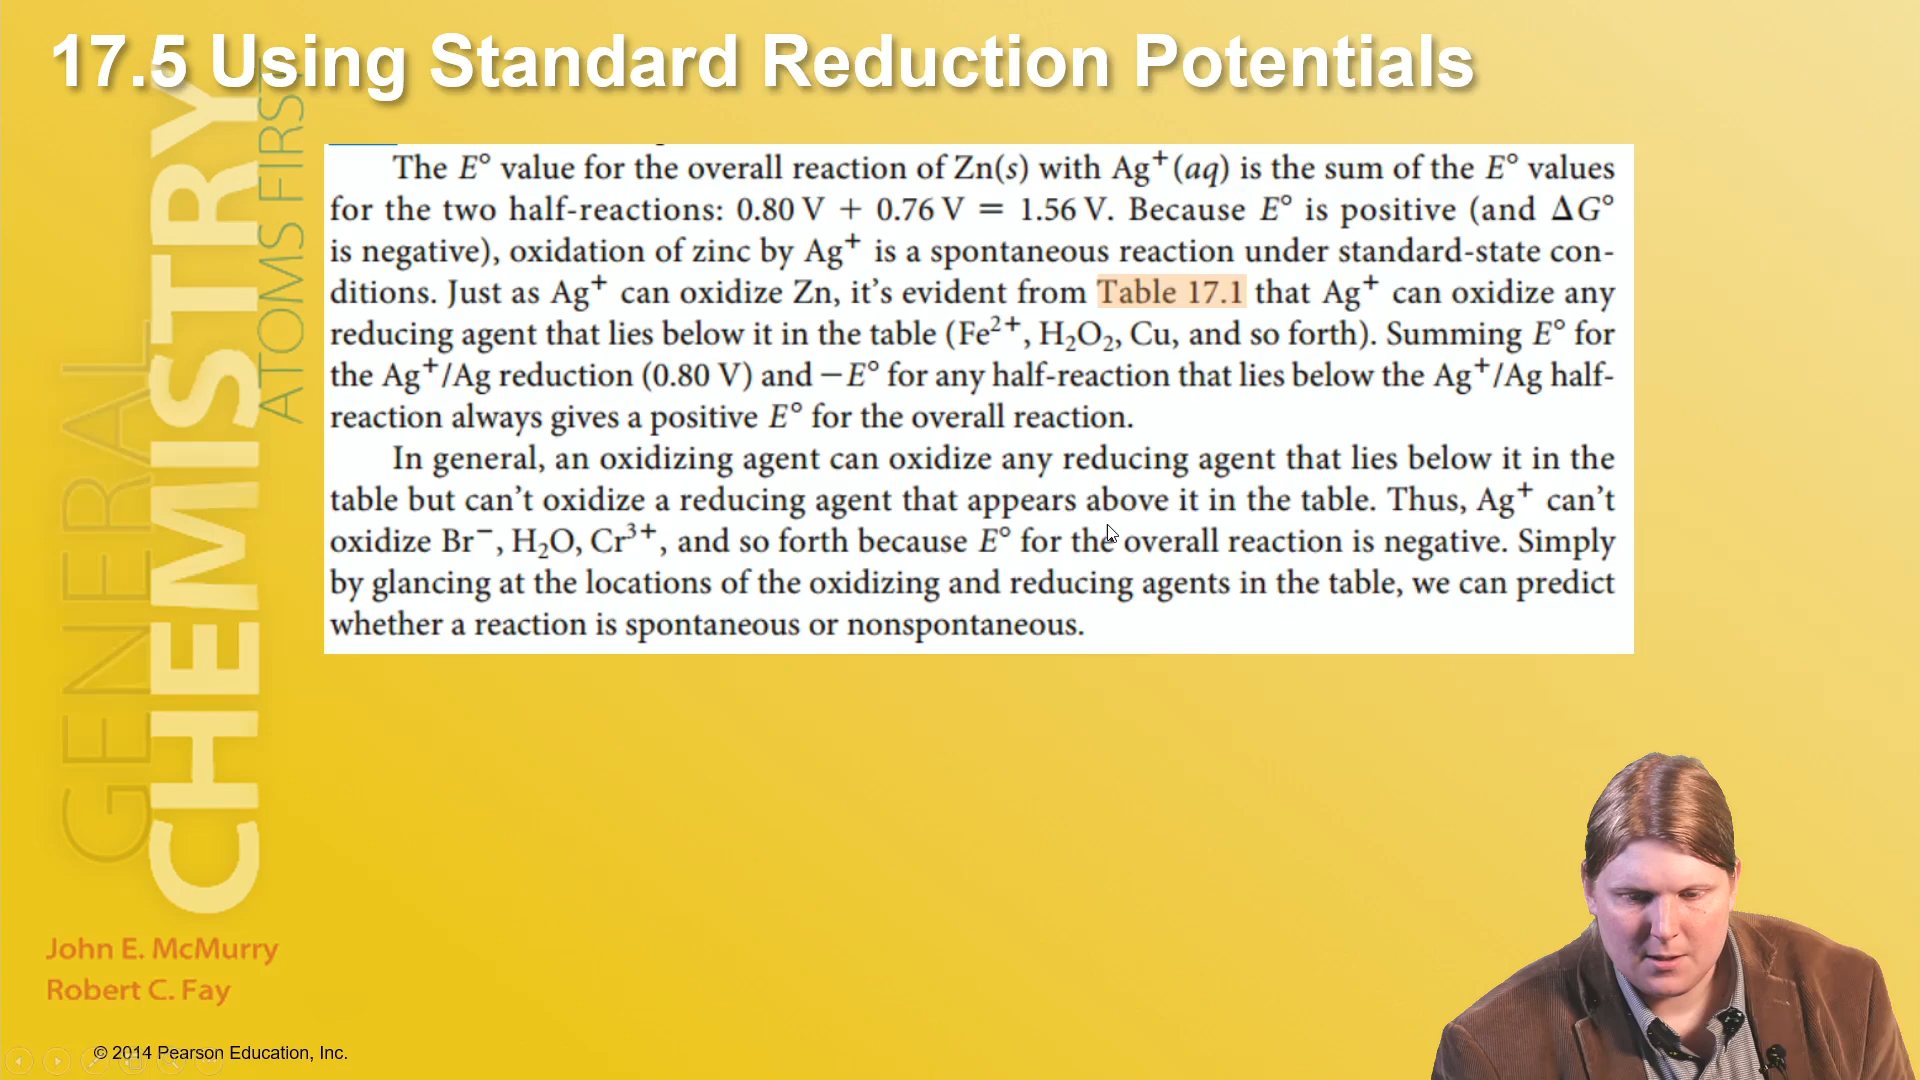 17.5 Using Standard Reduction Potentials
The E° value for the overall reaction of Zn(s) with Ag⁺(aq) is the sum of the E° values
for the two half-reactions: 0.80 V + 0.76 V = 1.56 V. Because E° is positive (and ΔG°
is negative), oxidation of zinc by Ag⁺ is a spontaneous reaction under standard-state con-
ditions. Just as Ag⁺ can oxidize Zn, it's evident from Table 17.1 that Ag⁺ can oxidize any
reducing agent that lies below it in the table (Fe²⁺, H₂O₂, Cu, and so forth). Summing E° for
the Ag⁺/Ag reduction (0.80 V) and −E° for any half-reaction that lies below the Ag⁺/Ag half-
reaction always gives a positive E° for the overall reaction.
In general, an oxidizing agent can oxidize any reducing agent that lies below it in the
table but can't oxidize a reducing agent that appears above it in the table. Thus, Ag⁺ can't
oxidize Br⁻, H₂O, Cr³⁺, and so forth because E° for the overall reaction is negative. Simply
by glancing at the locations of the oxidizing and reducing agents in the table, we can predict
whether a reaction is spontaneous or nonspontaneous.
GENERAL
CHEMISTRY
ATOMS FIRST
John E. McMurry
Robert C. Fay
© 2014 Pearson Education, Inc.